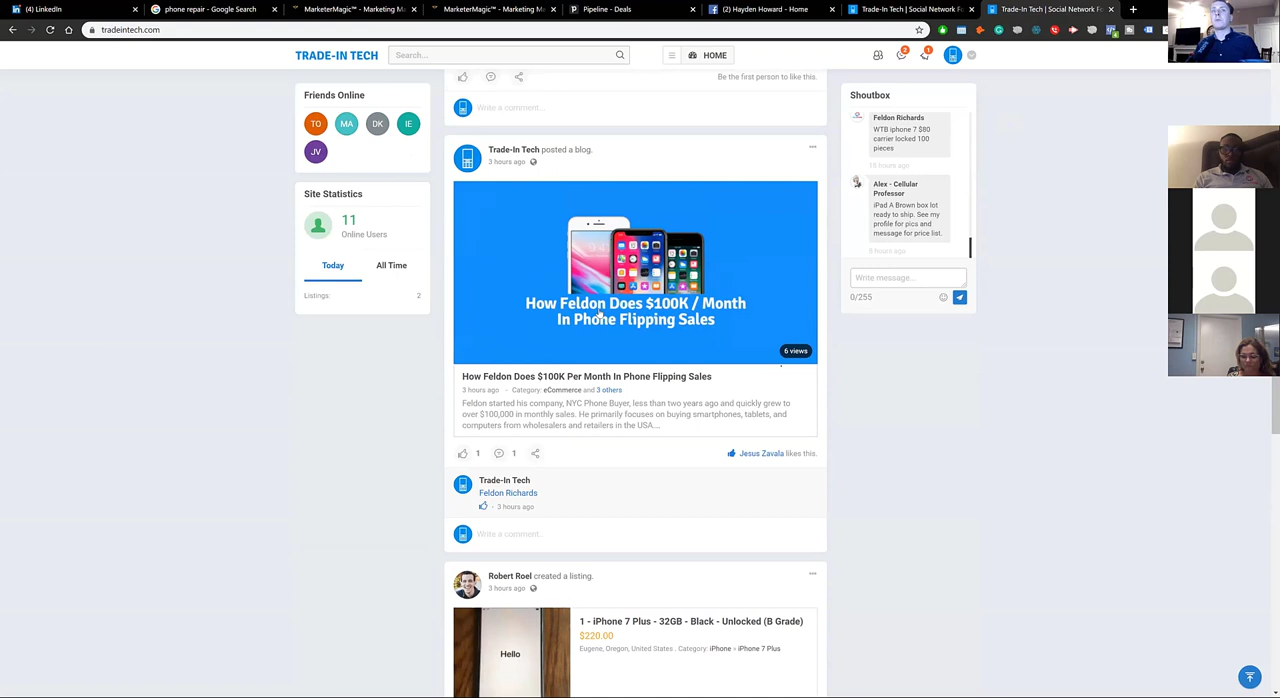 (4) LinkedIn
phone repair - Google Search
MarketerMagic™ - Marketing M
MarketerMagic™ - Marketing M
Pipeline - Deals
(2) Hayden Howard - Home
Trade-In Tech | Social Network F
Trade-In Tech | Social Network F
tradeintech.com
TRADE-IN TECH
Search...
HOME
2
1
Friends Online
TO
MA
DK
IE
JV
Site Statistics
11
Online Users
Today
All Time
Listings:
2
Be the first person to like this.
Write a comment...
Trade-In Tech posted a blog.
3 hours ago
How Feldon Does $100K / Month
In Phone Flipping Sales
6 views
How Feldon Does $100K Per Month In Phone Flipping Sales
3 hours ago - Category: eCommerce and 3 others
Feldon started his company, NYC Phone Buyer, less than two years ago and quickly grew to
over $100,000 in monthly sales. He primarily focuses on buying smartphones, tablets, and
computers from wholesalers and retailers in the USA....
1
1
Jesus Zavala likes this.
Trade-In Tech
Feldon Richards
3 hours ago
Write a comment..
Robert Roel created a listing.
3 hours ago
Hello
1 - iPhone 7 Plus - 32GB - Black - Unlocked (B Grade)
$220.00
Eugene, Oregon, United States . Category: iPhone » iPhone 7 Plus
Shoutbox
Feldon Richards
WTB iphone 7 $80
carrier locked 100
pieces
hours ago
Alex - Cellular
Professor
iPad A Brown box lot
ready to ship. See my
profile for pics and
message for price list.
8 hours ago
Write message...
0/255